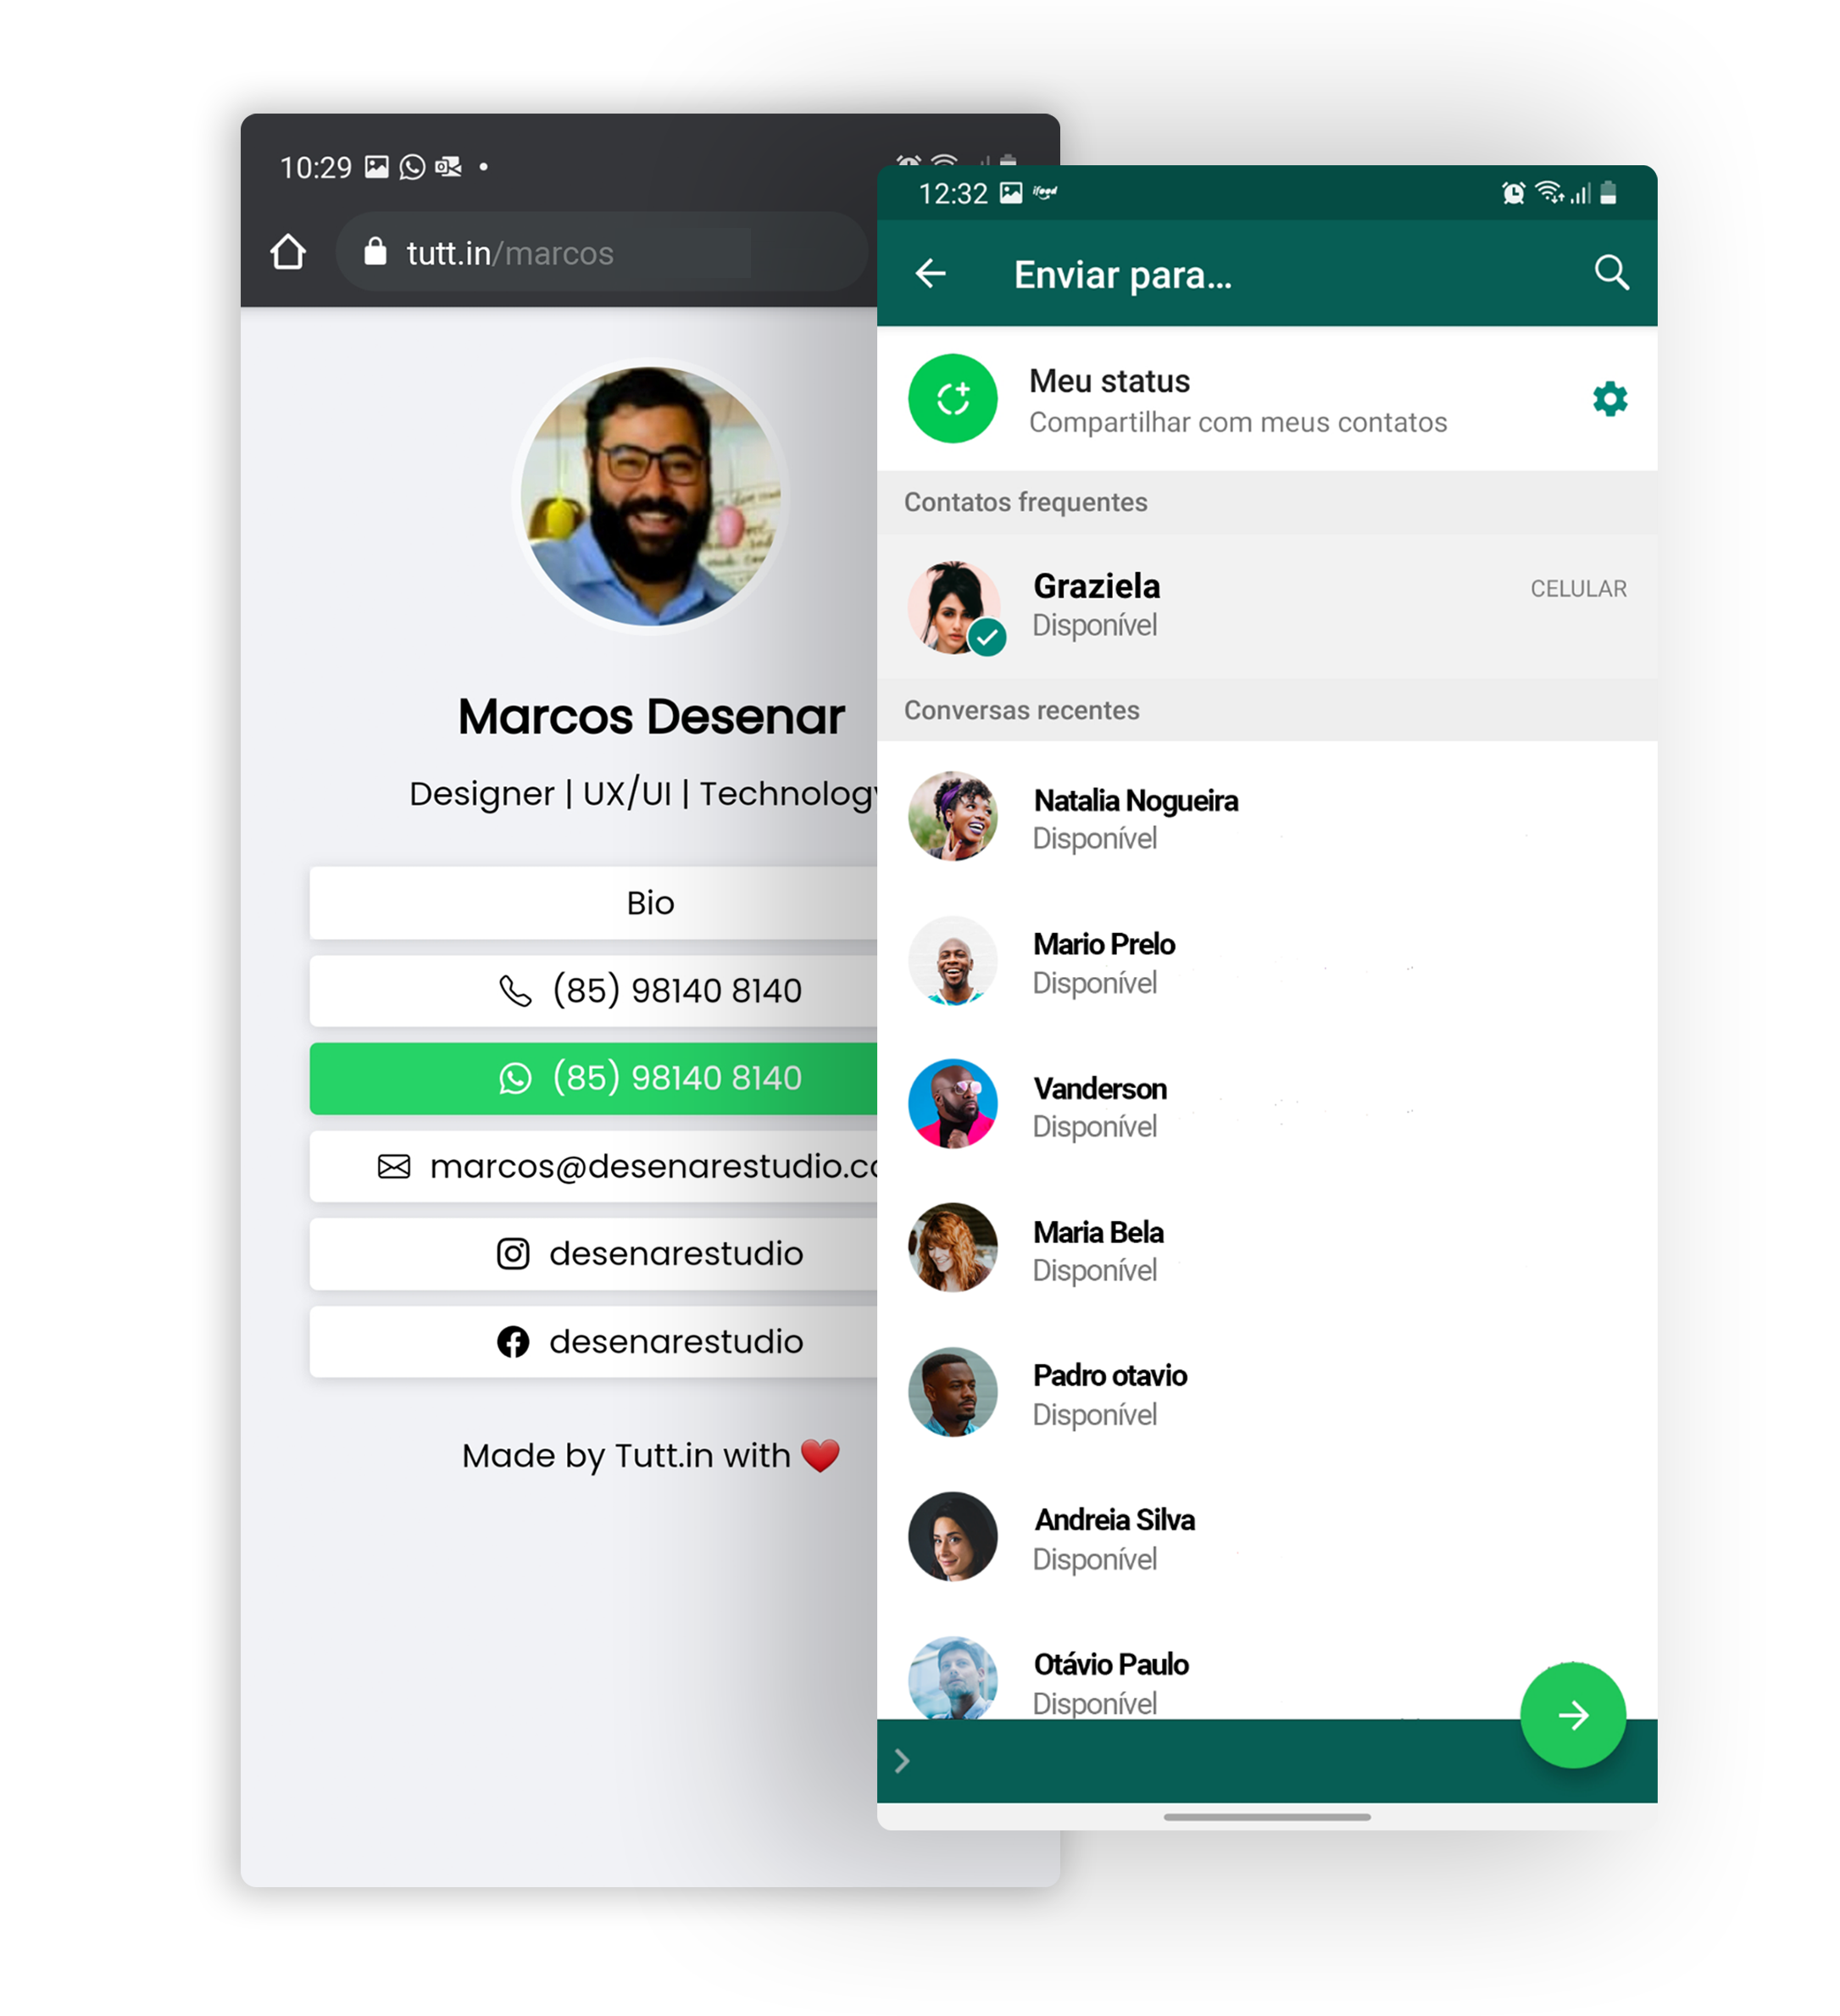 10:29
tutt.in/marcos
Marcos Desenar
Designer | UX/UI | Technology
Bio
(85) 98140 8140
(85) 98140 8140
marcos@desenarestudio.co
desenarestudio
desenarestudio
Made by Tutt.in with ❤️
12:32 ifood
Enviar para...
Meu status
Compartilhar com meus contatos
Contatos frequentes
Graziela CELULAR
Disponível
Conversas recentes
Natalia Nogueira
Disponível
Mario Prelo
Disponível
Vanderson
Disponível
Maria Bela
Disponível
Padro otavio
Disponível
Andreia Silva
Disponível
Otávio Paulo
Disponível